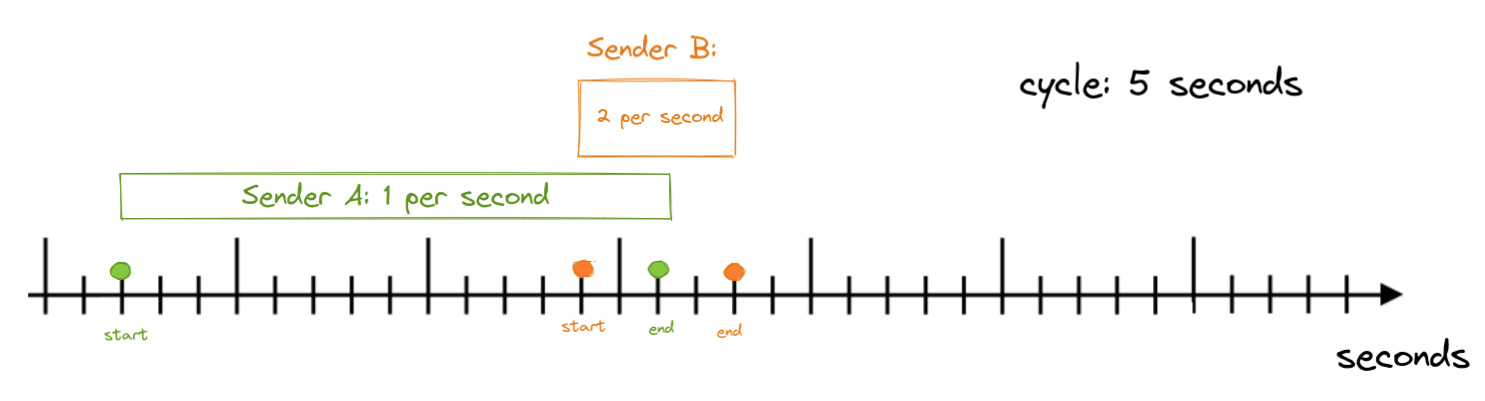 Sender B:
cycle: 5 seconds
2 per second
Sender A: 1 per second
start
start
end
end
seconds